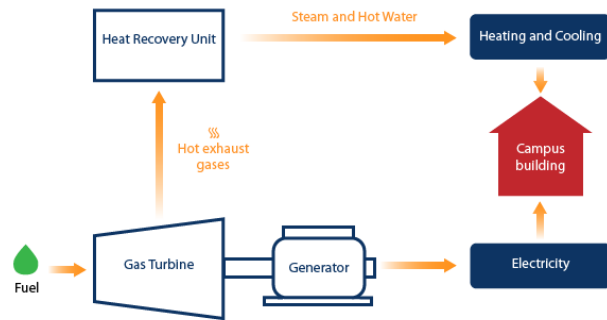 Steam and Hot Water
Heat Recovery Unit
Heating and Cooling
Hot exhaust
gases
Campus
building
Gas Turbine
Generator
Electricity
Fuel